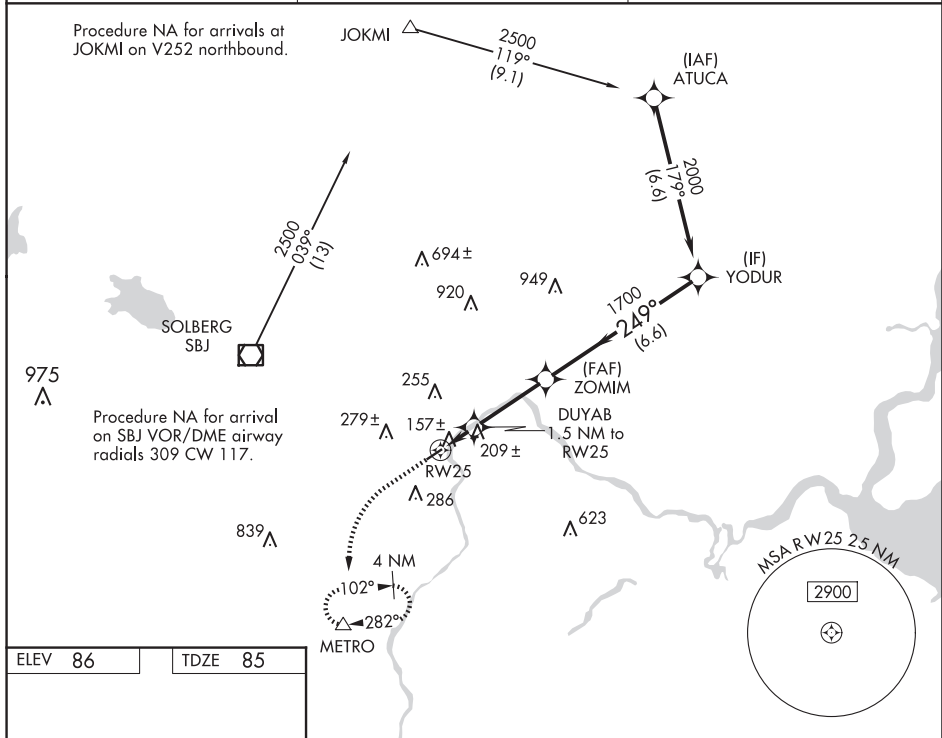 Procedure NA for arrivals at
JOKMI on V252 northbound.
JOKMI
2500
119°
(9.1)
(IAF)
ATUCA
2000
179°
(6.6)
2500
039°
(13)
694±
949
920
(IF)
YODUR
1700
249°
(6.6)
SOLBERG
SBJ
975
(FAF)
ZOMIM
255
Procedure NA for arrival
on SBJ VOR/DME airway
radials 309 CW 117.
279±
157±
DUYAB
1.5 NM to
RW25
209±
RW25
286
623
839
4 NM
102°
282°
METRO
MSA RW25 25 NM
2900
ELEV 86
TDZE 85